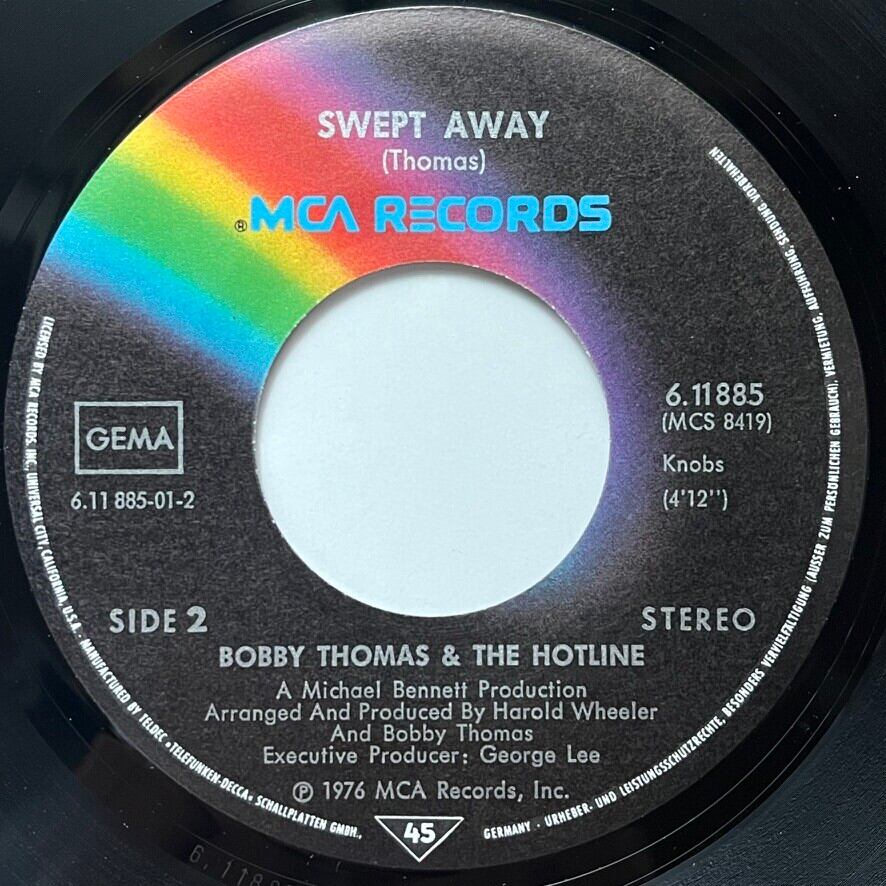 SWEPT AWAY
(Thomas)
® MCA RECORDS
6.11885
(MCS 8419)
Knobs
(4'12")
GEMA
6.11 885-01-2
SIDE 2
STEREO
BOBBY THOMAS & THE HOTLINE
A Michael Bennett Production
Arranged And Produced By Harold Wheeler
And Bobby Thomas
Executive Producer: George Lee
℗ 1976 MCA Records, Inc.
45
LICENSED BY MCA RECORDS, INC. UNIVERSAL CITY, CALIFORNIA, U.S.A. · MANUFACTURED BY TELDEC »TELEFUNKEN-DECCA« SCHALLPLATTEN GMBH., GERMANY · URHEBER- UND LEISTUNGSSCHUTZRECHTE, BESONDERS VERVIELFÄLTIGUNG (AUSSER ZUM PERSÖNLICHEN GEBRAUCH), VERMIETUNG, AUFFÜHRUNG, SENDUNG VORBEHALTEN